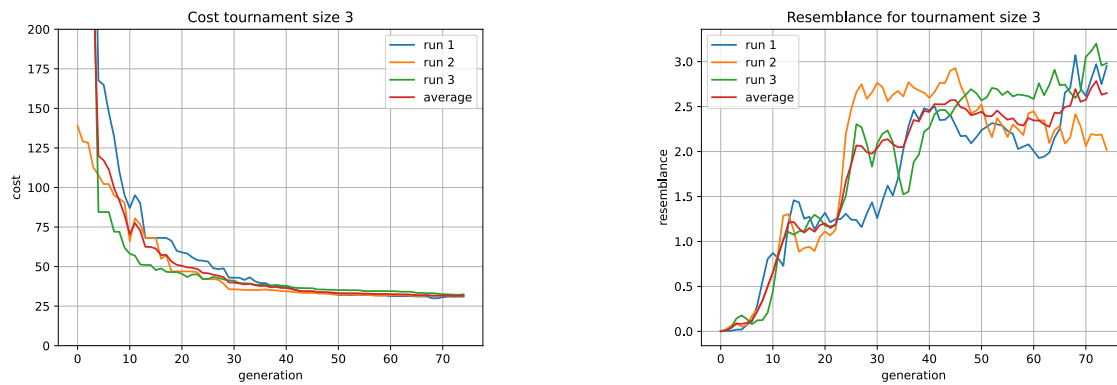 Cost tournament size 3
200
175
150
125
100
75
50
25
0
cost
0 10 20 30 40 50 60 70
generation
run 1
run 2
run 3
average
Resemblance for tournament size 3
3.0
2.5
2.0
1.5
1.0
0.5
0.0
resemblance
0 10 20 30 40 50 60 70
generation
run 1
run 2
run 3
average